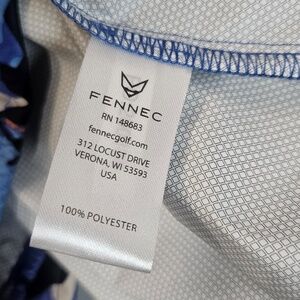 FENNEC
RN 148683
fennecgolf.com
312 LOCUST DRIVE
VERONA, WI 53593
USA
100% POLYESTER